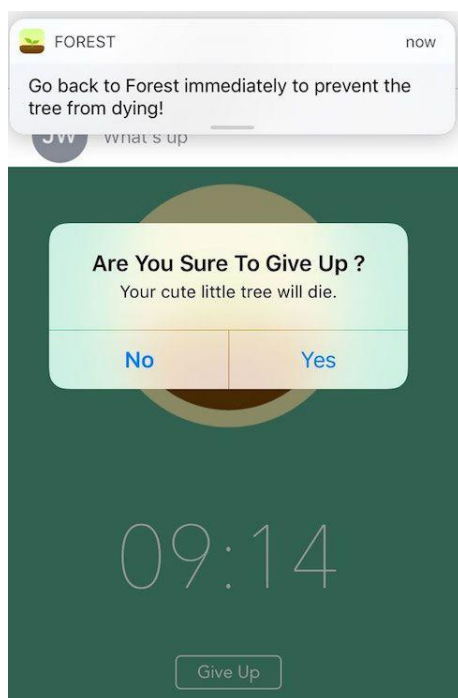 FOREST
now
Go back to Forest immediately to prevent the
tree from dying!
JW
What's up
Are You Sure To Give Up ?
Your cute little tree will die.
No
Yes
09:14
Give Up